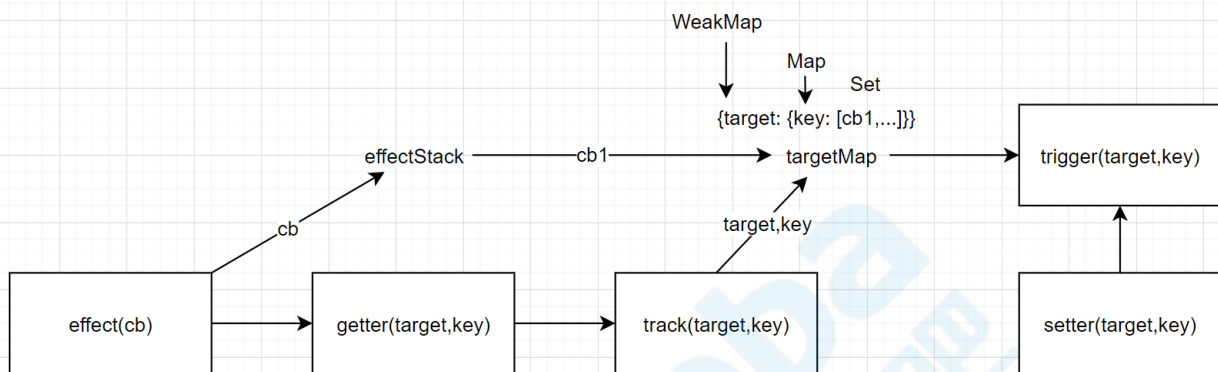 WeakMap
Map
Set
{target: {key: [cb1,...]}}
effectStack
cb1
targetMap
trigger(target,key)
cb
target,key
effect(cb)
getter(target,key)
track(target,key)
setter(target,key)